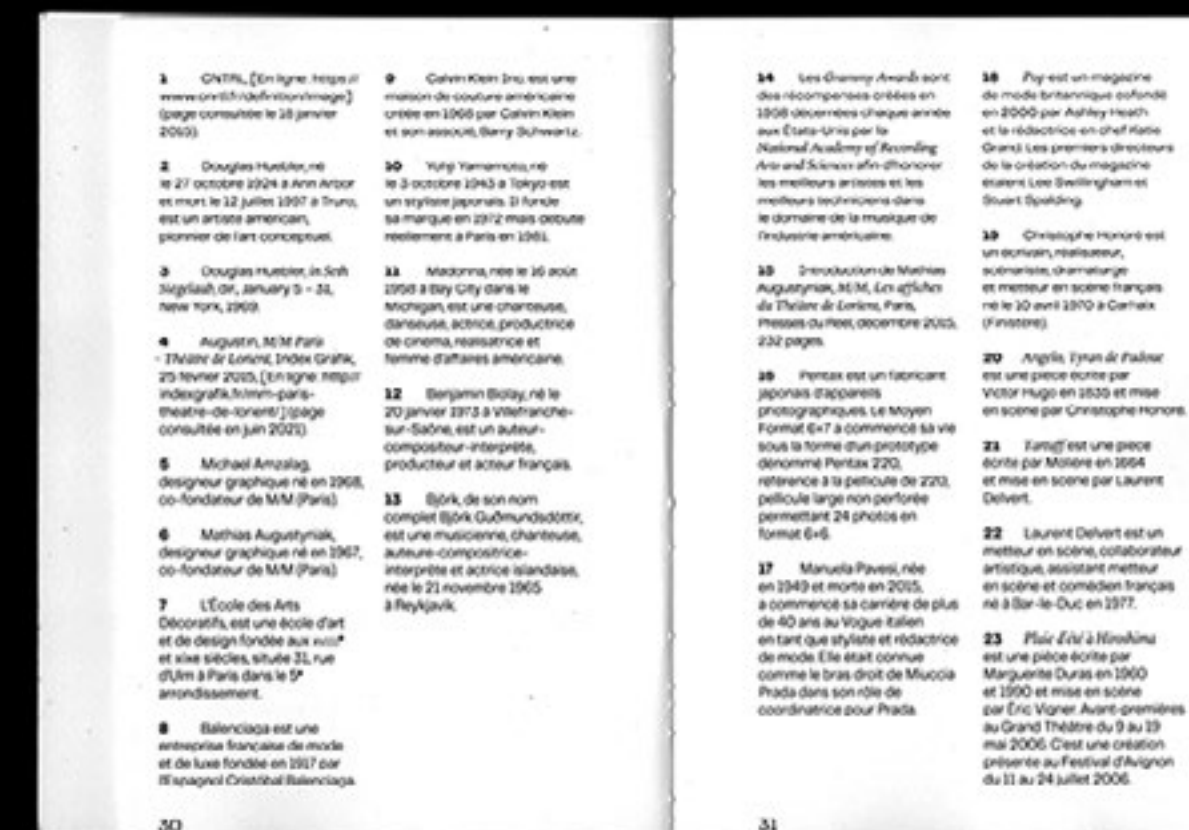 1 CNTRL, [En ligne: https://
www.cnrtl.fr/definition/image]
(page consultée le 18 janvier
2015).
2 Douglas Huebler, né
le 27 octobre 1924 à Ann Arbor
et mort le 12 juillet 1997 à Truro,
est un artiste américain,
pionnier de l'art conceptuel.
3 Douglas Huebler, in Seth
Siegelaub, dir., January 5 – 31,
New York, 1969.
4 Augustin, M/M Paris
- Théâtre de Lorient, Index Grafik,
25 février 2015, [En ligne: http://
indexgrafik.fr/mm-paris-
theatre-de-lorient/] (page
consultée en juin 2021).
5 Michael Amzalag,
designer graphique né en 1968,
co-fondateur de M/M (Paris).
6 Mathias Augustyniak,
designer graphique né en 1967,
co-fondateur de M/M (Paris).
7 L'École des Arts
Décoratifs, est une école d'art
et de design fondée aux
et xixe siècles, située 31, rue
d'Ulm à Paris dans le 5e
arrondissement.
8 Balenciaga est une
entreprise française de mode
et de luxe fondée en 1917 par
l'Espagnol Cristóbal Balenciaga.
30
9 Calvin Klein Inc. est une
maison de couture américaine
créée en 1968 par Calvin Klein
et son associé, Barry Schwartz.
10 Yohji Yamamoto, né
le 3 octobre 1943 à Tokyo est
un styliste japonais. Il fonde
sa marque en 1972 mais débute
réellement à Paris en 1981.
11 Madonna, née le 16 août
1958 à Bay City dans le
Michigan, est une chanteuse,
danseuse, actrice, productrice
de cinéma, réalisatrice et
femme d'affaires américaine.
12 Benjamin Biolay, né le
20 janvier 1973 à Villefranche-
sur-Saône, est un auteur-
compositeur-interprète,
producteur et acteur français.
13 Björk, de son nom
complet Björk Guðmundsdóttir,
est une musicienne, chanteuse,
auteure-compositrice-
interprète et actrice islandaise,
née le 21 novembre 1965
à Reykjavik.
14 Les Grammy Awards sont
des récompenses créées en
1958 décernées chaque année
aux États-Unis par la
National Academy of Recording
Arts and Sciences afin d'honorer
les meilleurs artistes et les
meilleurs techniciens dans
le domaine de la musique de
l'industrie américaine.
15 Introduction de Mathias
Augustyniak, M/M, Les affiches
du Théâtre de Lorient, Paris,
Presses du Réel, décembre 2015,
232 pages.
16 Pentax est un fabricant
japonais d'appareils
photographiques. Le Moyen
Format 6×7 a commencé sa vie
sous la forme d'un prototype
dénommé Pentax 220,
référence à la pellicule de 220,
pellicule large non perforée
permettant 24 photos en
format 6×6.
17 Manuela Pavesi, née
en 1949 et morte en 2015,
a commencé sa carrière de plus
de 40 ans au Vogue italien
en tant que styliste et rédactrice
de mode. Elle était connue
comme le bras droit de Miuccia
Prada dans son rôle de
coordinatrice pour Prada.
31
18 Pop est un magazine
de mode britannique cofondé
en 2000 par Ashley Heath
et la rédactrice en chef Katie
Grand. Les premiers directeurs
de la création du magazine
étaient Lee Swillingham et
Stuart Spalding.
19 Christophe Honoré est
un écrivain, réalisateur,
scénariste, dramaturge
et metteur en scène français
né le 10 avril 1970 à Carhaix
(Finistère).
20 Angelo, Tyran de Padoue
est une pièce écrite par
Victor Hugo en 1835 et mise
en scène par Christophe Honoré.
21 Tartuff est une pièce
écrite par Molière en 1664
et mise en scène par Laurent
Delvert.
22 Laurent Delvert est un
metteur en scène, collaborateur
artistique, assistant metteur
en scène et comédien français
né à Bar-le-Duc en 1977.
23 Pluie d'été à Hiroshima
est une pièce écrite par
Marguerite Duras en 1960
et 1990 et mise en scène
par Éric Vigner. Avant-premières
au Grand Théâtre du 9 au 19
mai 2006. C'est une création
présente au Festival d'Avignon
du 11 au 24 juillet 2006.